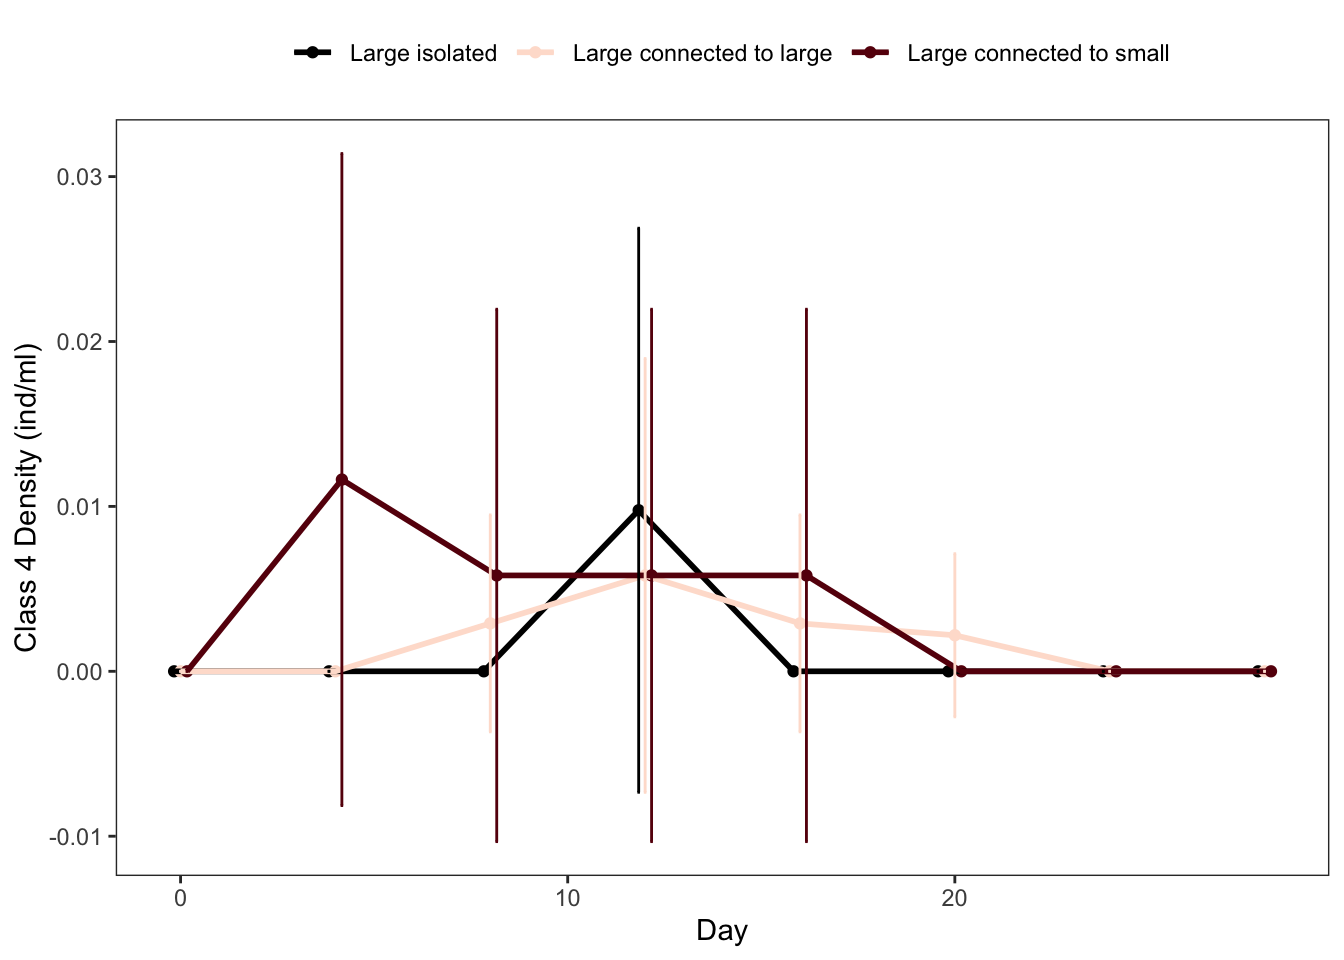 Large isolated Large connected to large Large connected to small
0.03
0.02
0.01
0.00
-0.01
Class 4 Density (ind/ml)
0 10 20
Day